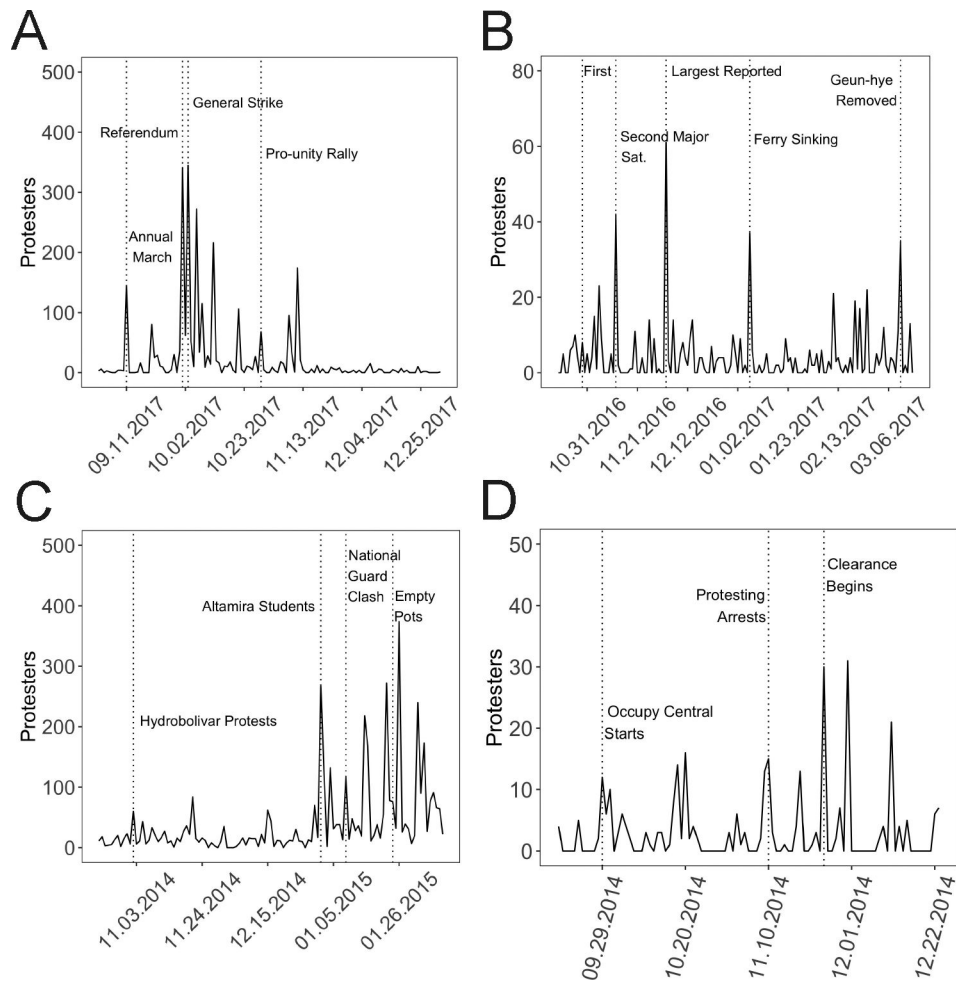 A
Protesters
500
400
300
200
100
0
General Strike
Referendum
Pro-unity Rally
Annual
March
09.11.2017
10.02.2017
10.23.2017
11.13.2017
12.04.2017
12.25.2017
B
Protesters
80
60
40
20
0
First
Largest Reported
Geun-hye
Removed
Second Major
Sat.
Ferry Sinking
10.31.2016
11.21.2016
12.12.2016
01.02.2017
01.23.2017
02.13.2017
03.06.2017
C
Protesters
500
400
300
200
100
0
National
Guard
Clash
Altamira Students
Empty
Pots
Hydrobolivar Protests
11.03.2014
11.24.2014
12.15.2014
01.05.2015
01.26.2015
D
Protesters
50
40
30
20
10
0
Clearance
Begins
Protesting
Arrests
Occupy Central
Starts
09.29.2014
10.20.2014
11.10.2014
12.01.2014
12.22.2014